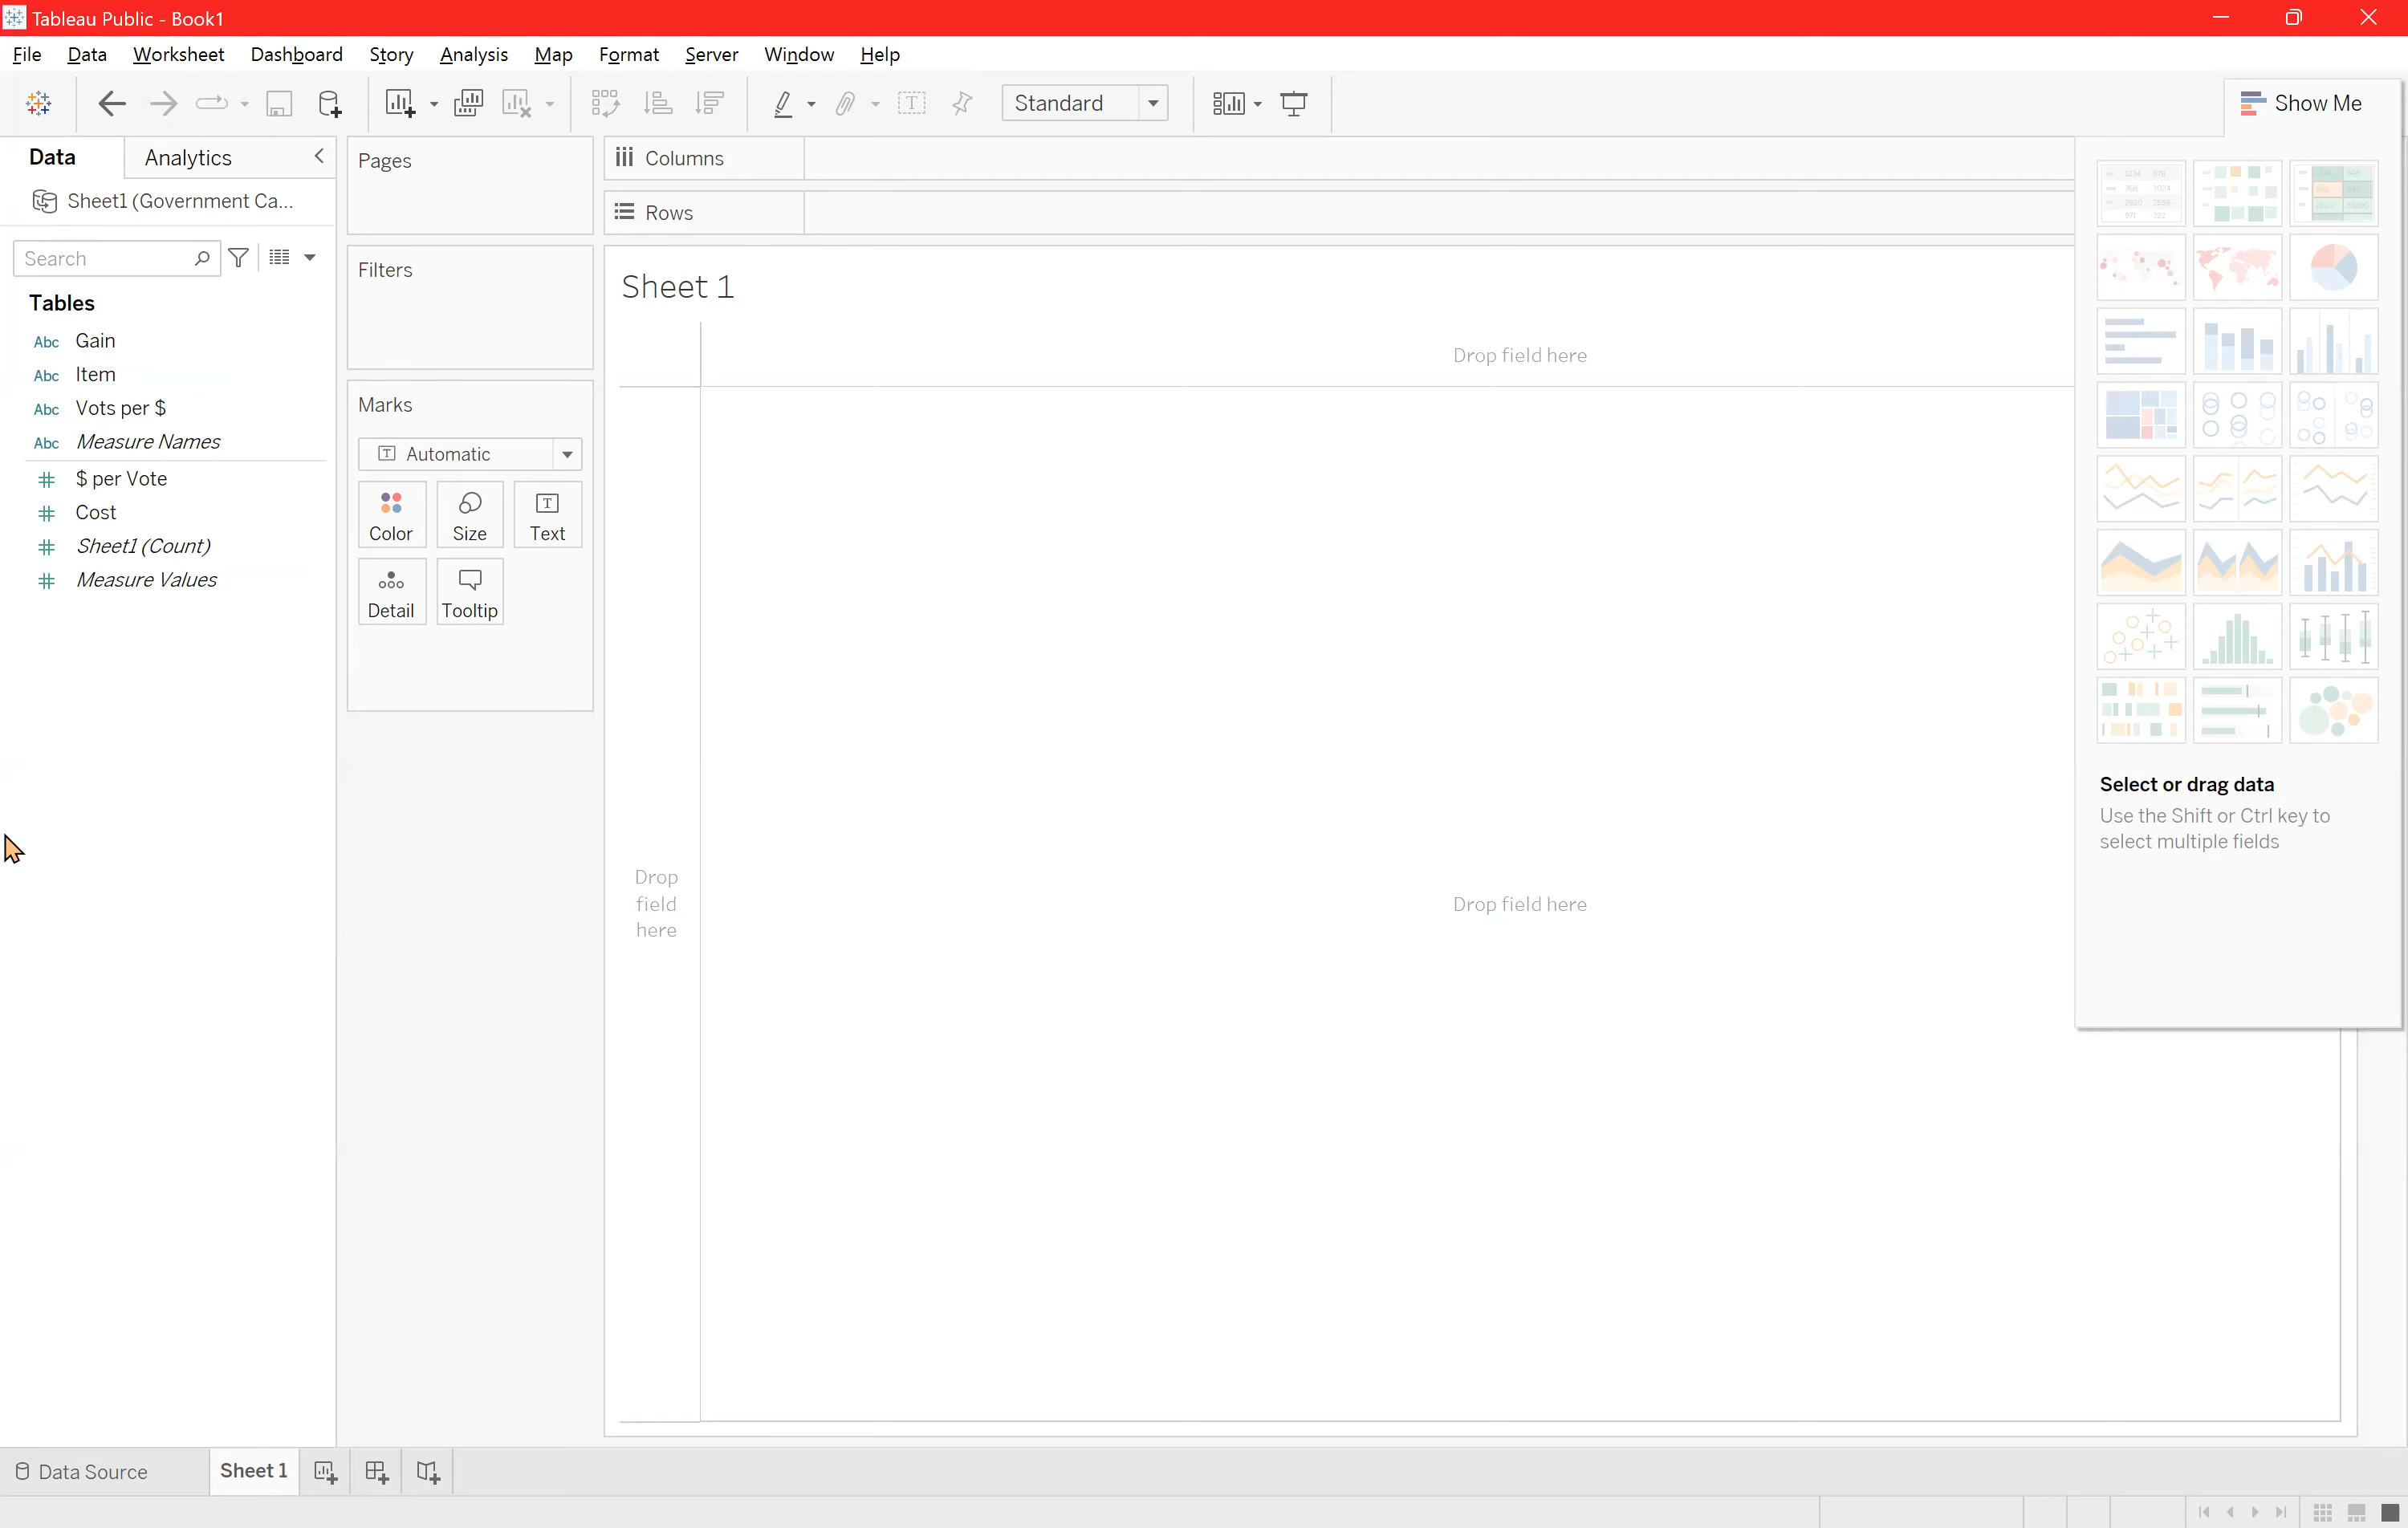 Tableau Public - Book1
File Data Worksheet Dashboard Story Analysis Map Format Server Window Help
Standard
Show Me
Data Analytics
Sheet1 (Government Ca...
Search
Tables
Abc Gain
Abc Item
Abc Vots per $
Abc Measure Names
# $ per Vote
# Cost
# Sheet1 (Count)
# Measure Values
Pages
Filters
Marks
Automatic
Color Size Text
Detail Tooltip
Columns
Rows
Sheet 1
Drop field here
Drop
field
here
Drop field here
Select or drag data
Use the Shift or Ctrl key to
select multiple fields
Data Source Sheet 1